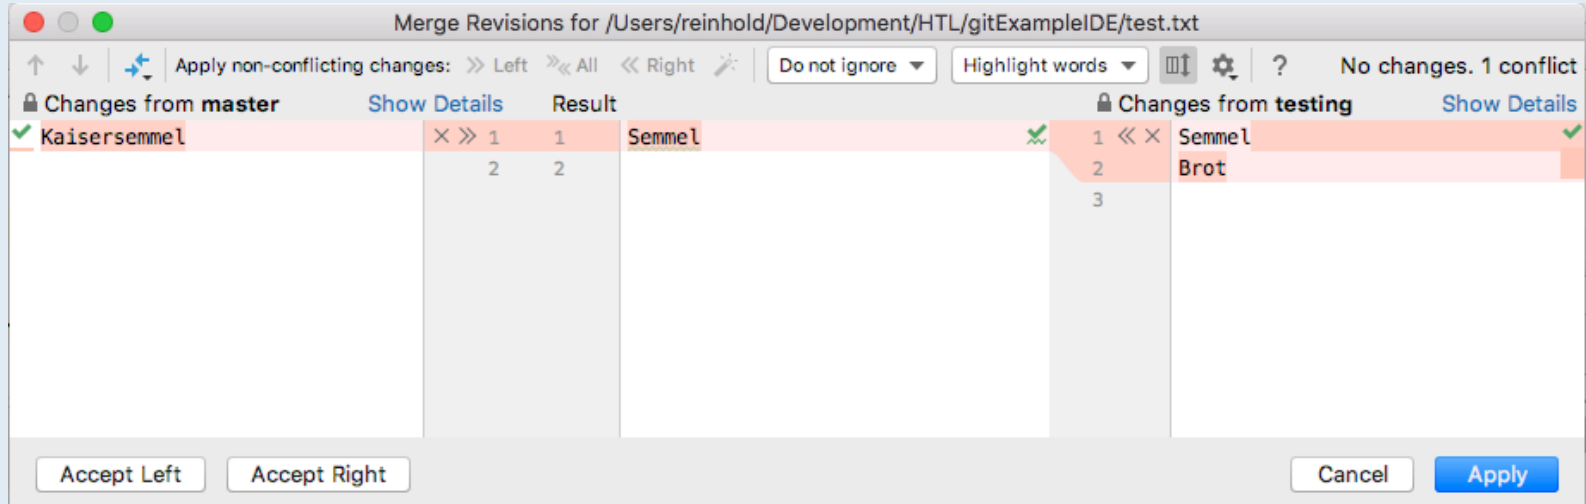 Merge Revisions for /Users/reinhold/Development/HTL/gitExampleIDE/test.txt
Apply non-conflicting changes: Left All Right Do not ignore Highlight words ? No changes. 1 conflict
Changes from master Show Details Result Changes from testing Show Details
Kaisersemmel 1 1 Semmel 1 Semmel
2 2 2 Brot
3
Accept Left Accept Right Cancel Apply